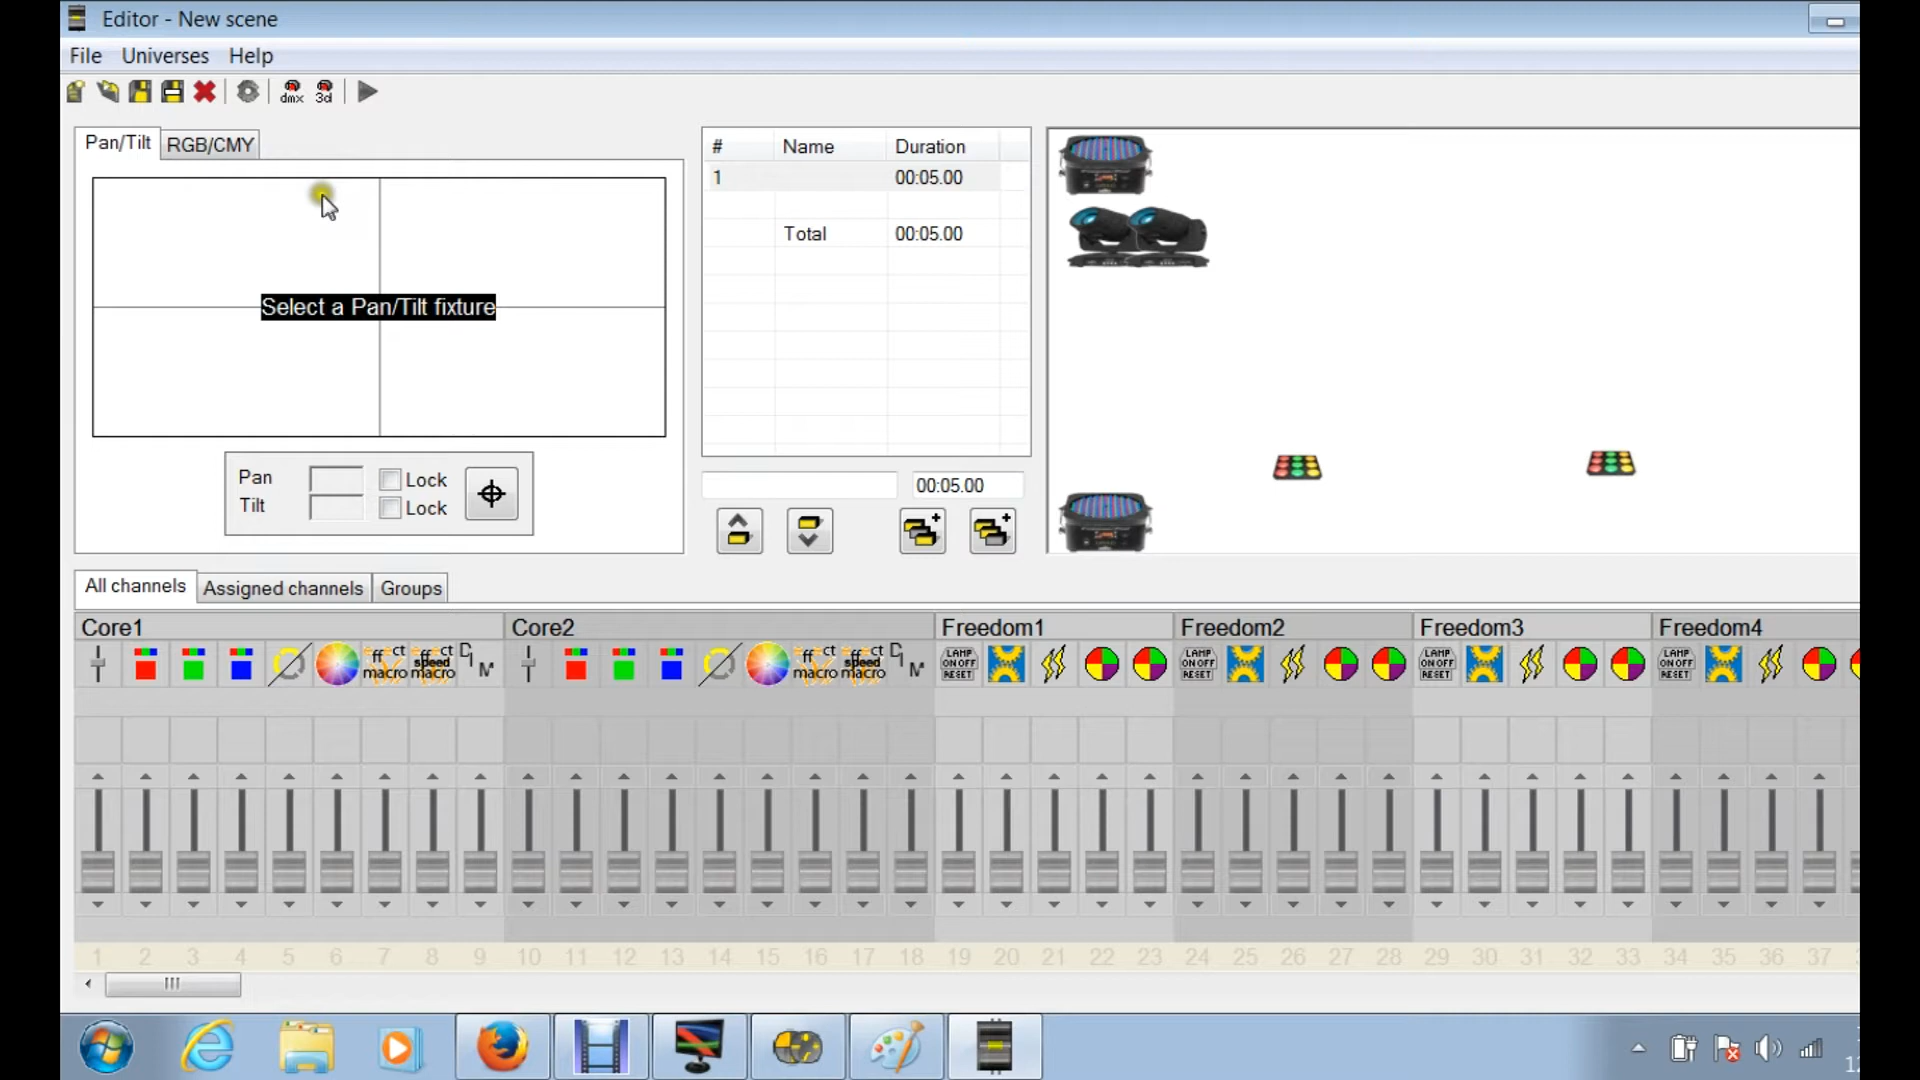 Editor - New scene
File Universes Help
dmx 3d
Pan/Tilt RGB/CMY
Select a Pan/Tilt fixture
Pan Lock
Tilt Lock
# Name Duration
1 00:05.00
Total 00:05.00
00:05.00
All channels Assigned channels Groups
Core1 Core2 Freedom1 Freedom2 Freedom3 Freedom4
1 2 3 4 5 6 7 8 9 10 11 12 13 14 15 16 17 18 19 20 21 22 23 24 25 26 27 28 29 30 31 32 33 34 35 36 37